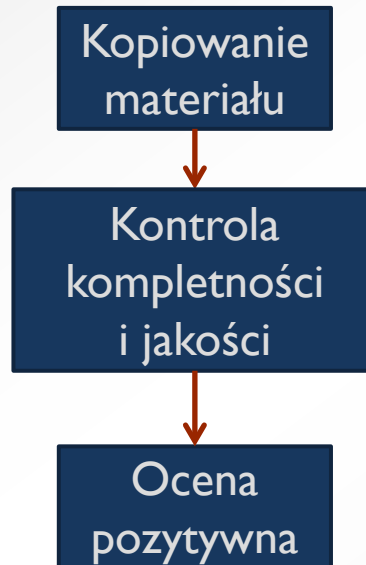 Kopiowanie
materiału
Kontrola
kompletności
i jakości
Ocena
pozytywna